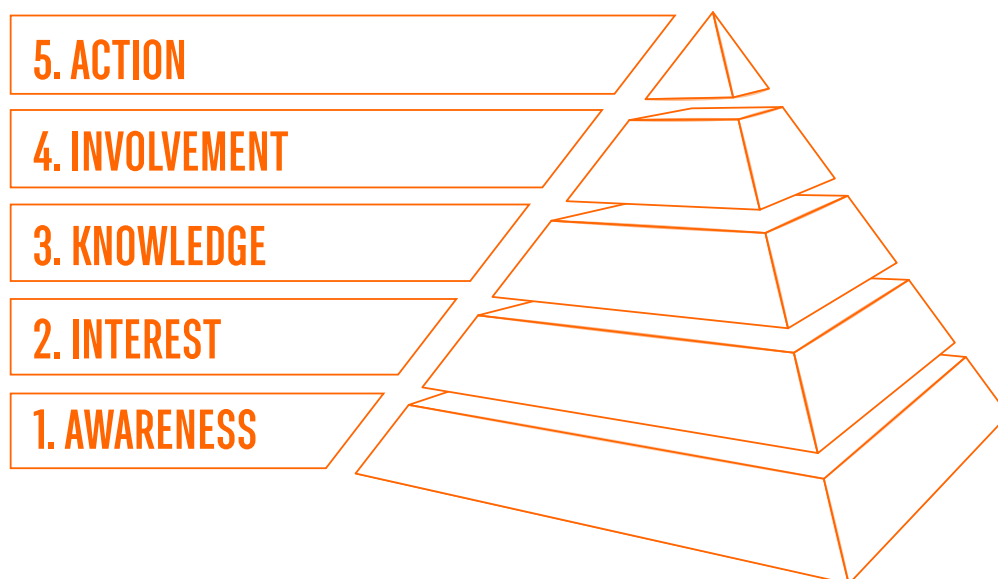 5. ACTION
4. INVOLVEMENT
3. KNOWLEDGE
2. INTEREST
1. AWARENESS